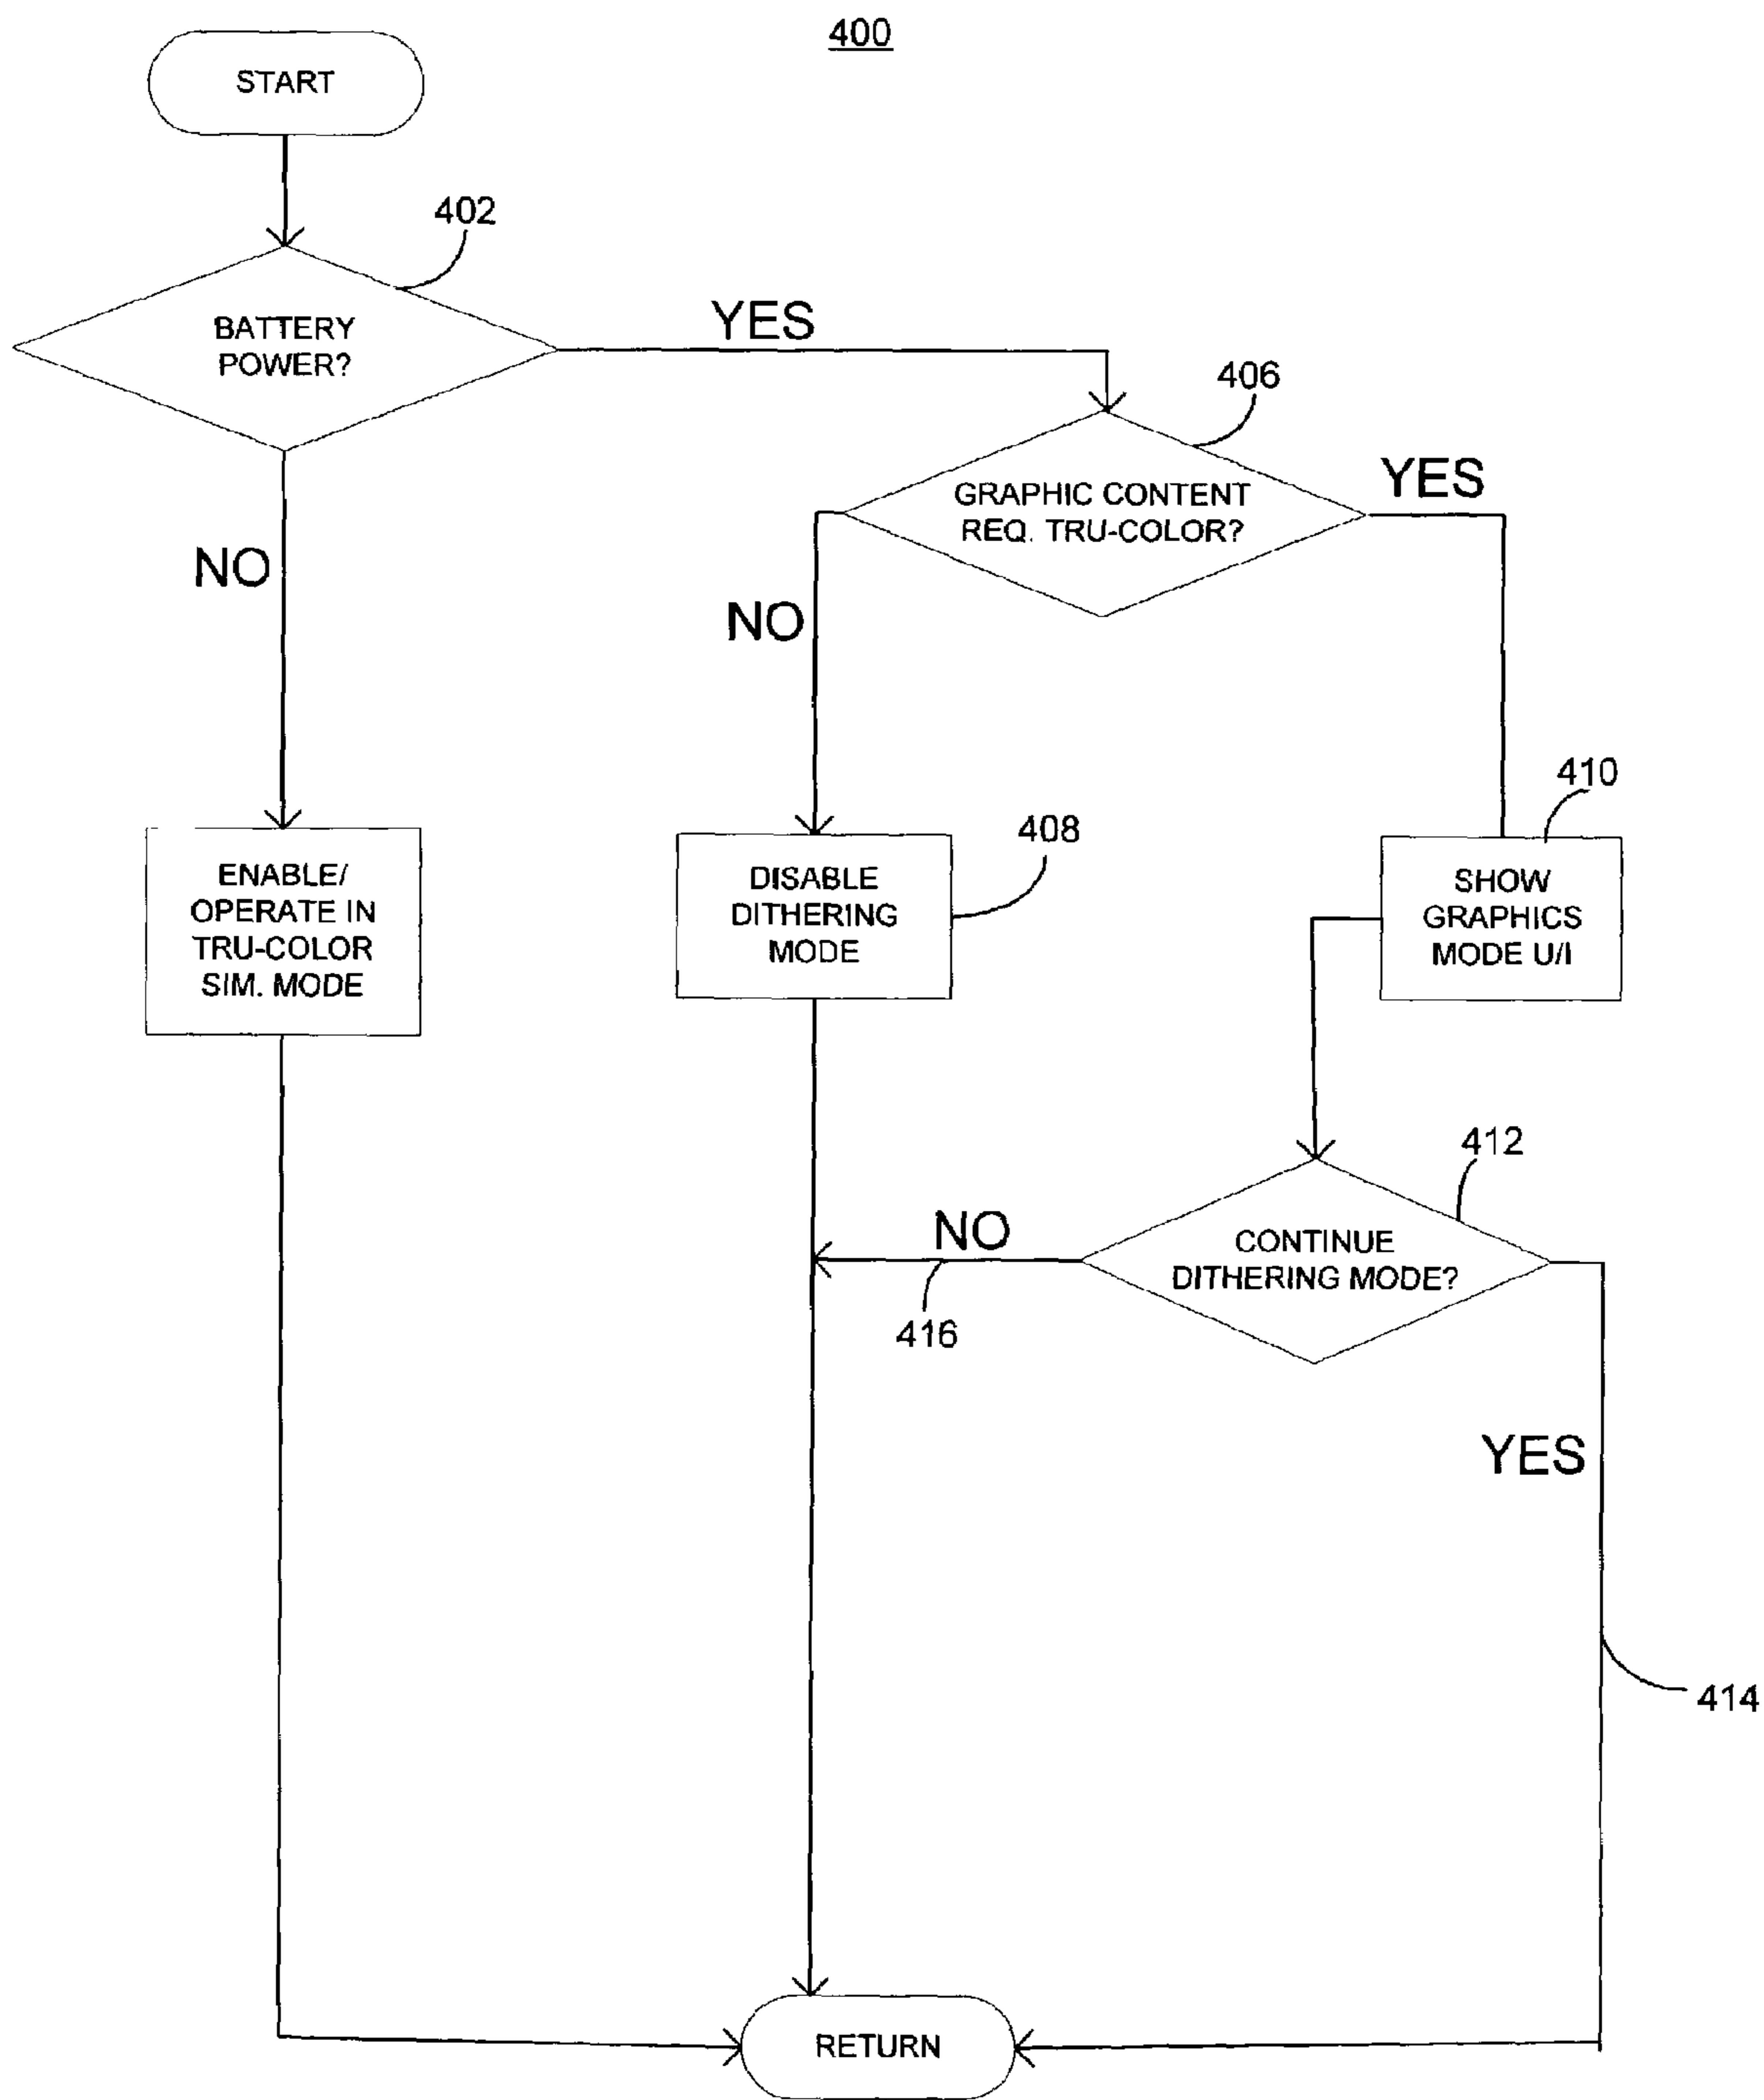 400
START
402
BATTERY
POWER?
YES
406
GRAPHIC CONTENT
REQ. TRU-COLOR?
YES
NO
NO
410
408
ENABLE/
OPERATE IN
TRU-COLOR
SIM. MODE
DISABLE
DITHERING
MODE
SHOW
GRAPHICS
MODE U/I
412
NO
CONTINUE
DITHERING MODE?
416
YES
414
RETURN